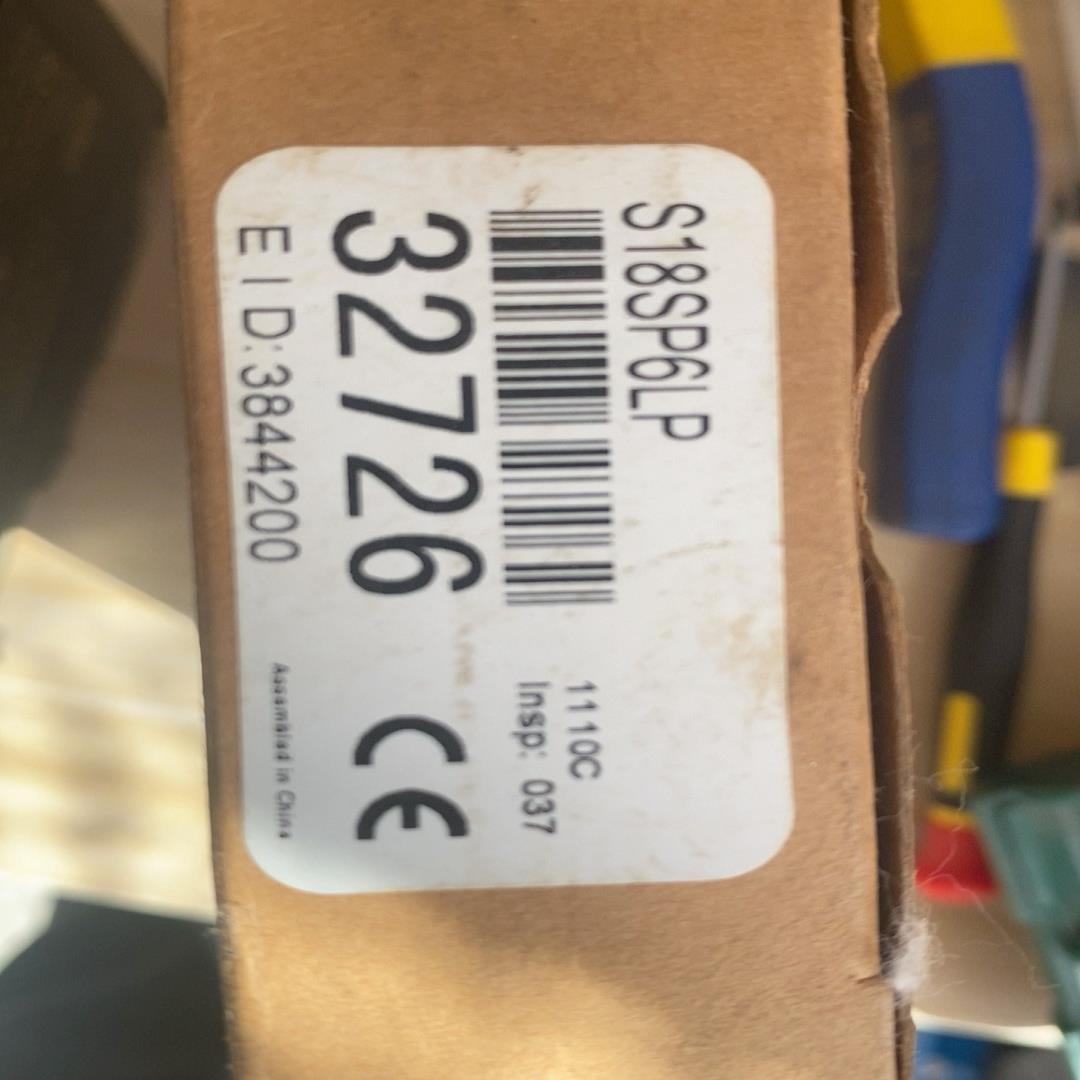 S18SP6LP
32726
E I D:3844200
1110C
Insp: 037
CE
Assembled in China